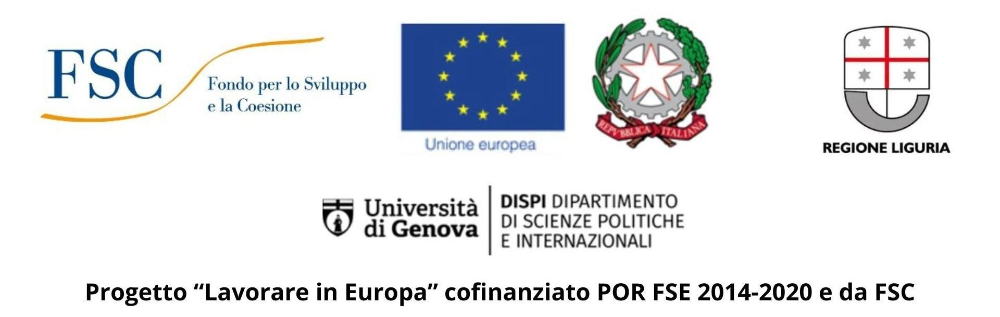 FSC
Fondo per lo Sviluppo
e la Coesione
Unione europea
REPVBBLICA ITALIANA
REGIONE LIGURIA
Università
di Genova
DISPI DIPARTIMENTO
DI SCIENZE POLITICHE
E INTERNAZIONALI
Progetto “Lavorare in Europa” cofinanziato POR FSE 2014-2020 e da FSC